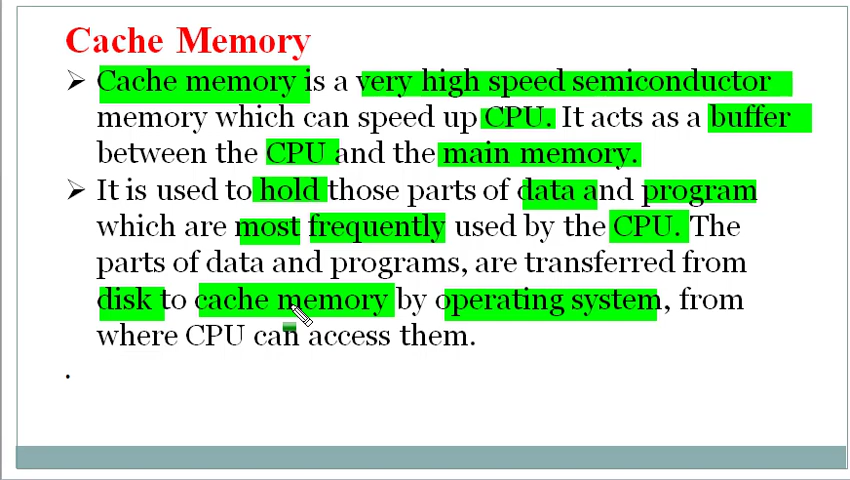 Cache Memory
➢ Cache memory is a very high speed semiconductor
memory which can speed up CPU. It acts as a buffer
between the CPU and the main memory.
➢ It is used to hold those parts of data and program
which are most frequently used by the CPU. The
parts of data and programs, are transferred from
disk to cache memory by operating system, from
where CPU can access them.
.